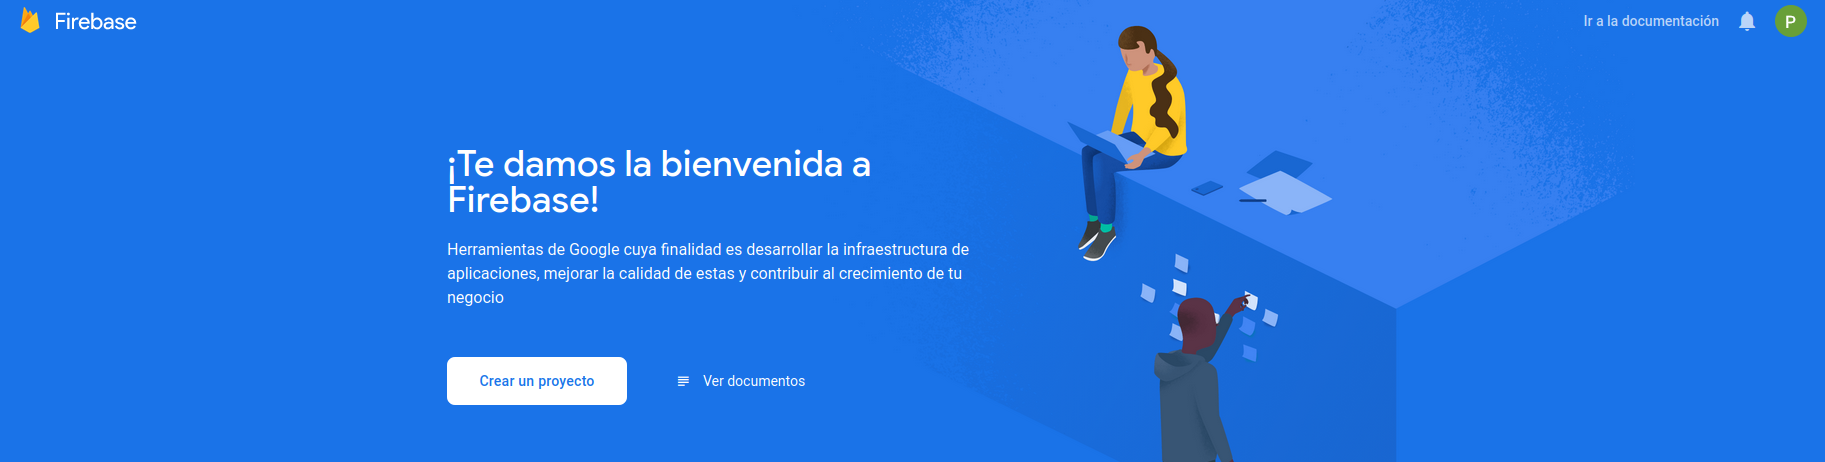 Firebase
Ir a la documentación
P
¡Te damos la bienvenida a
Firebase!
Herramientas de Google cuya finalidad es desarrollar la infraestructura de
aplicaciones, mejorar la calidad de estas y contribuir al crecimiento de tu
negocio
Crear un proyecto
Ver documentos